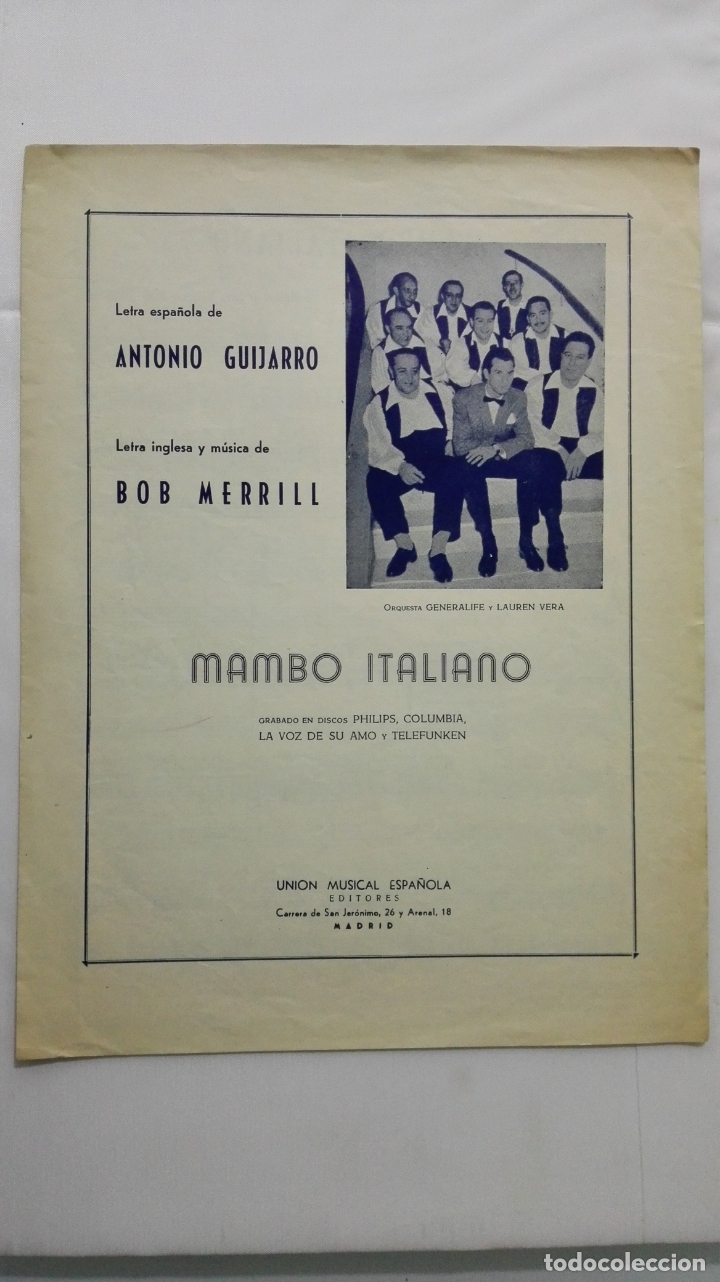 Letra española de
ANTONIO GUIJARRO
Letra inglesa y música de
BOB MERRILL
ORQUESTA GENERALIFE Y LAUREN VERA
MAMBO ITALIANO
GRABADO EN DISCOS PHILIPS, COLUMBIA,
LA VOZ DE SU AMO Y TELEFUNKEN
UNION MUSICAL ESPAÑOLA
EDITORES
Carrera de San Jerónimo, 26 y Arenal, 18
MADRID
todocoleccion.net